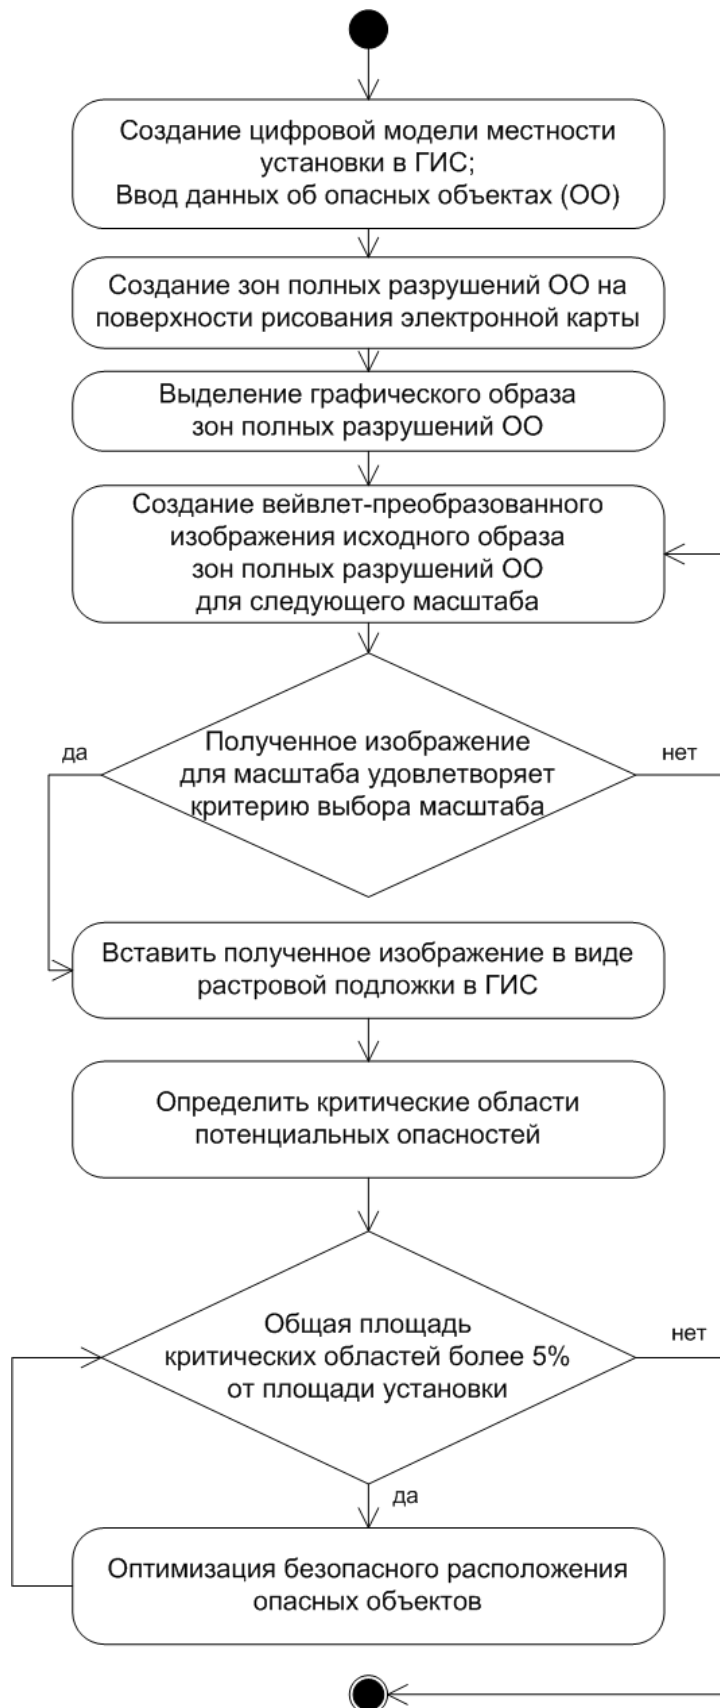 Создание цифровой модели местности
установки в ГИС;
Ввод данных об опасных объектах (ОО)
Создание зон полных разрушений ОО на
поверхности рисования электронной карты
Выделение графического образа
зон полных разрушений ОО
Создание вейвлет-преобразованного
изображения исходного образа
зон полных разрушений ОО
для следующего масштаба
да
Полученное изображение
для масштаба удовлетворяет
критерию выбора масштаба
нет
Вставить полученное изображение в виде
растровой подложки в ГИС
Определить критические области
потенциальных опасностей
Общая площадь
критических областей более 5%
от площади установки
нет
да
Оптимизация безопасного расположения
опасных объектов